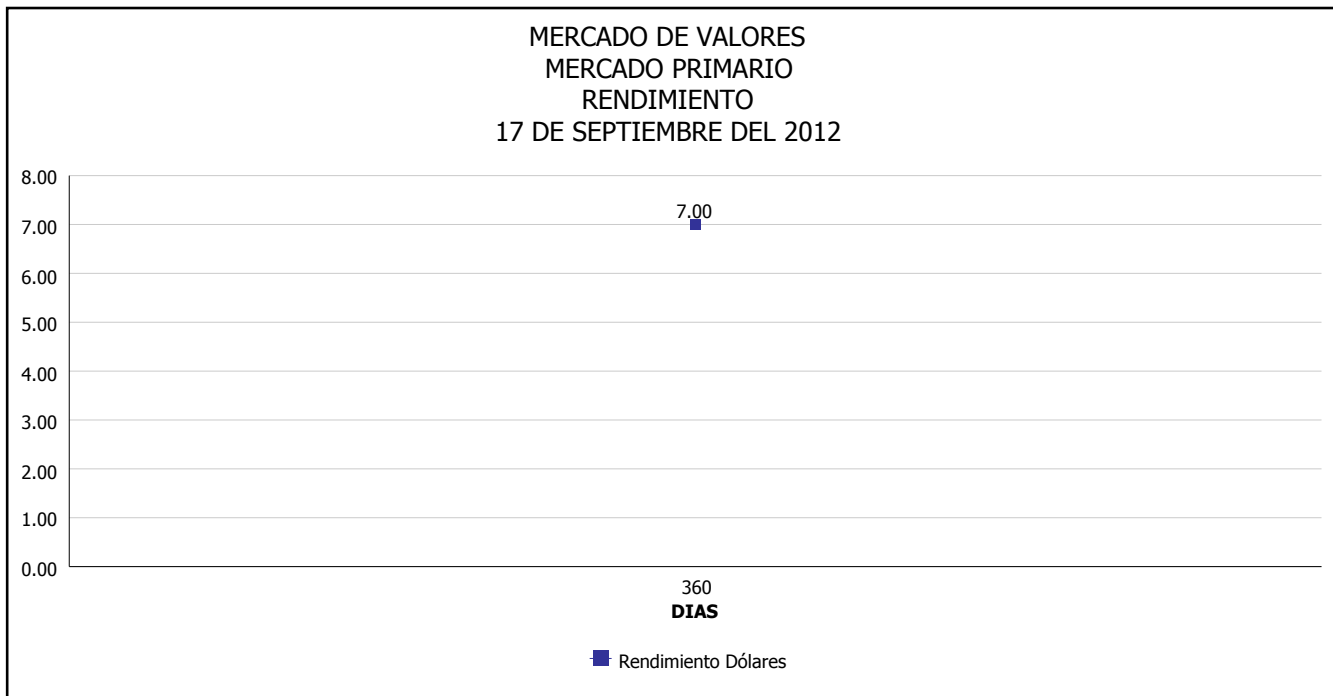 MERCADO DE VALORES
MERCADO PRIMARIO
RENDIMIENTO
17 DE SEPTIEMBRE DEL 2012
8.00
7.00
7.00
6.00
5.00
4.00
3.00
2.00
1.00
0.00
360
DIAS
Rendimiento Dólares